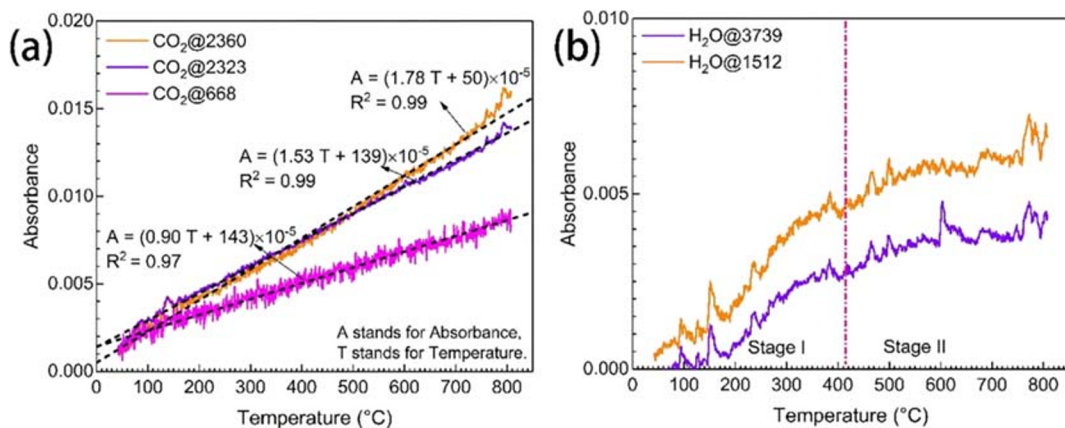 (a)
0.020
0.015
0.010
0.005
0.000
Absorbance
CO₂@2360
CO₂@2323
CO₂@668
A = (1.78 T + 50)×10⁻⁵
R² = 0.99
A = (1.53 T + 139)×10⁻⁵
R² = 0.99
A = (0.90 T + 143)×10⁻⁵
R² = 0.97
A stands for Absorbance,
T stands for Temperature.
0 100 200 300 400 500 600 700 800
Temperature (°C)
(b)
0.010
0.005
0.000
Absorbance
H₂O@3739
H₂O@1512
Stage I
Stage II
0 100 200 300 400 500 600 700 800
Temperature (°C)